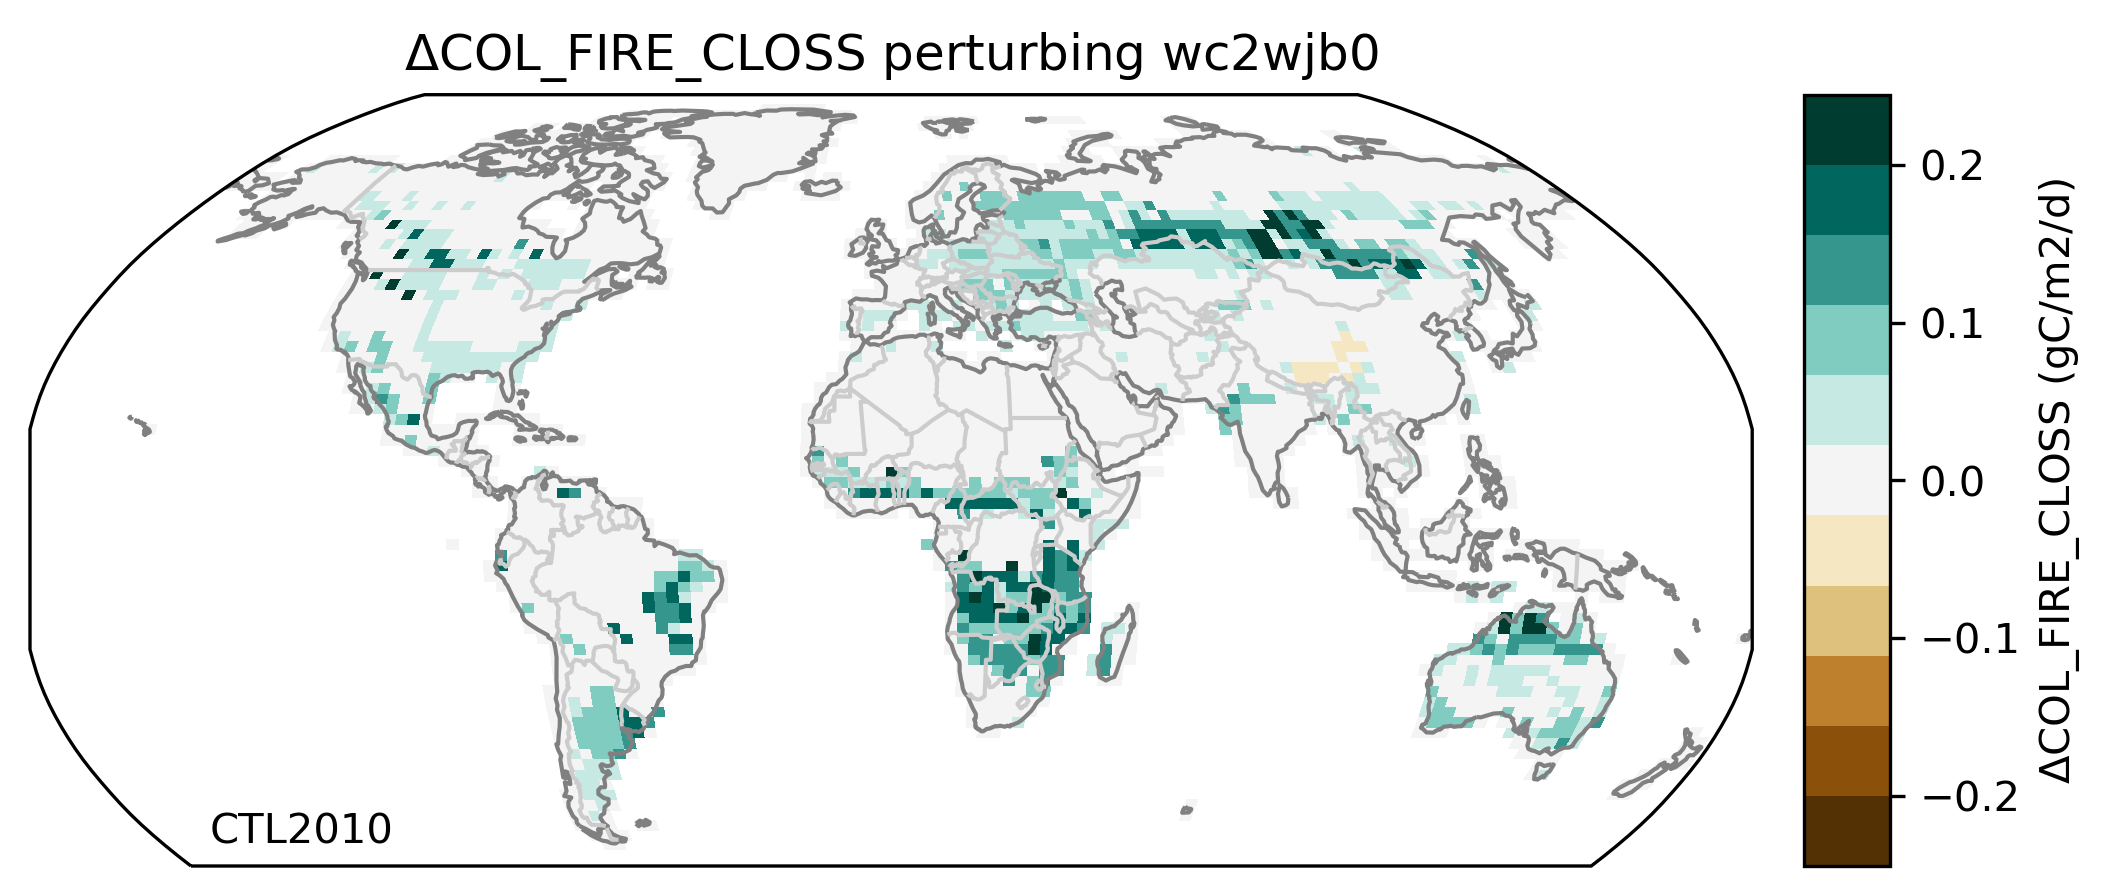 ΔCOL_FIRE_CLOSS perturbing wc2wjb0
CTL2010
0.2
0.1
0.0
−0.1
−0.2
ΔCOL_FIRE_CLOSS (gC/m2/d)